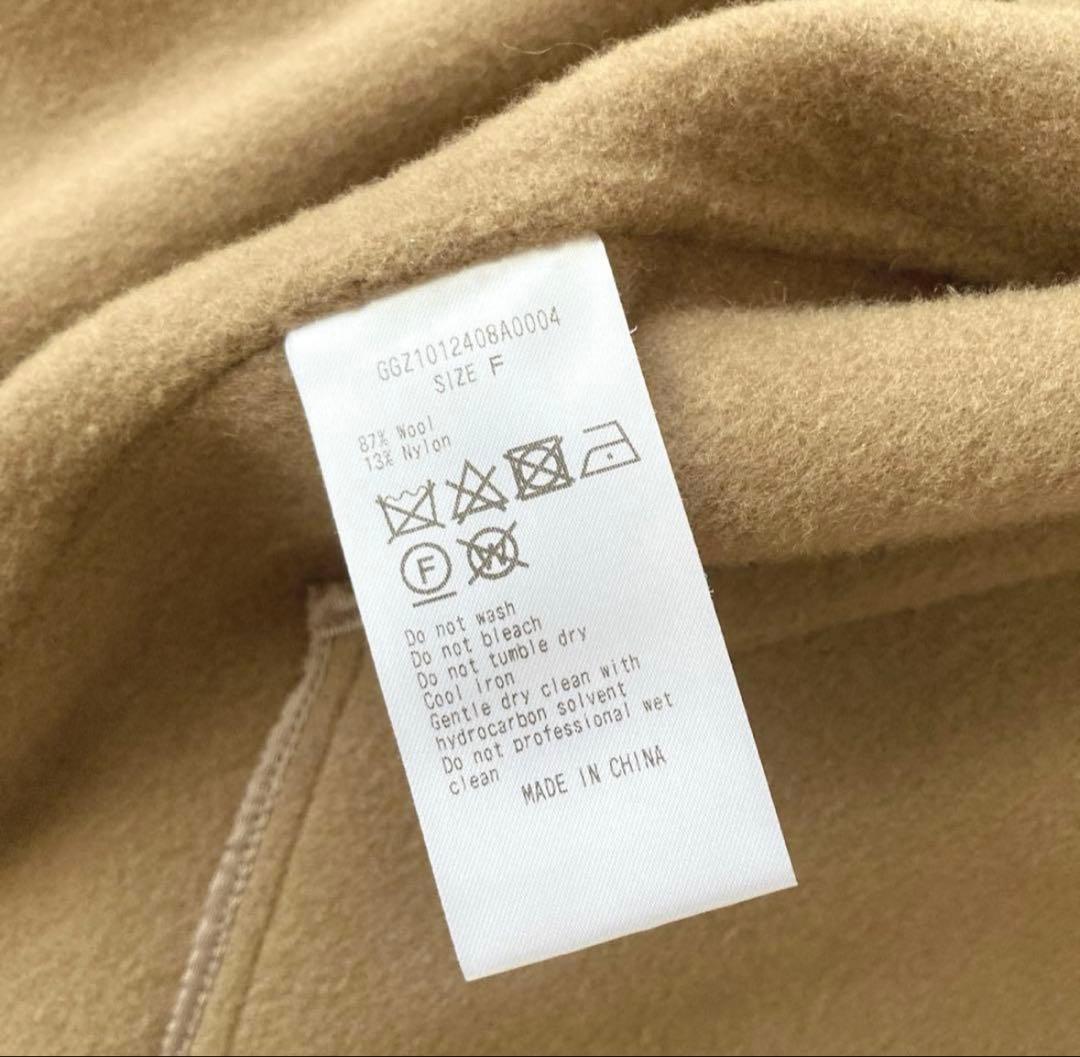 GGZ1012408A0004
SIZE F
87% Wool
13% Nylon
F
W
Do not wash
Do not bleach
Do not tumble dry
Cool iron
Gentle dry clean with
hydrocarbon solvent
Do not professional wet
clean
MADE IN CHINA